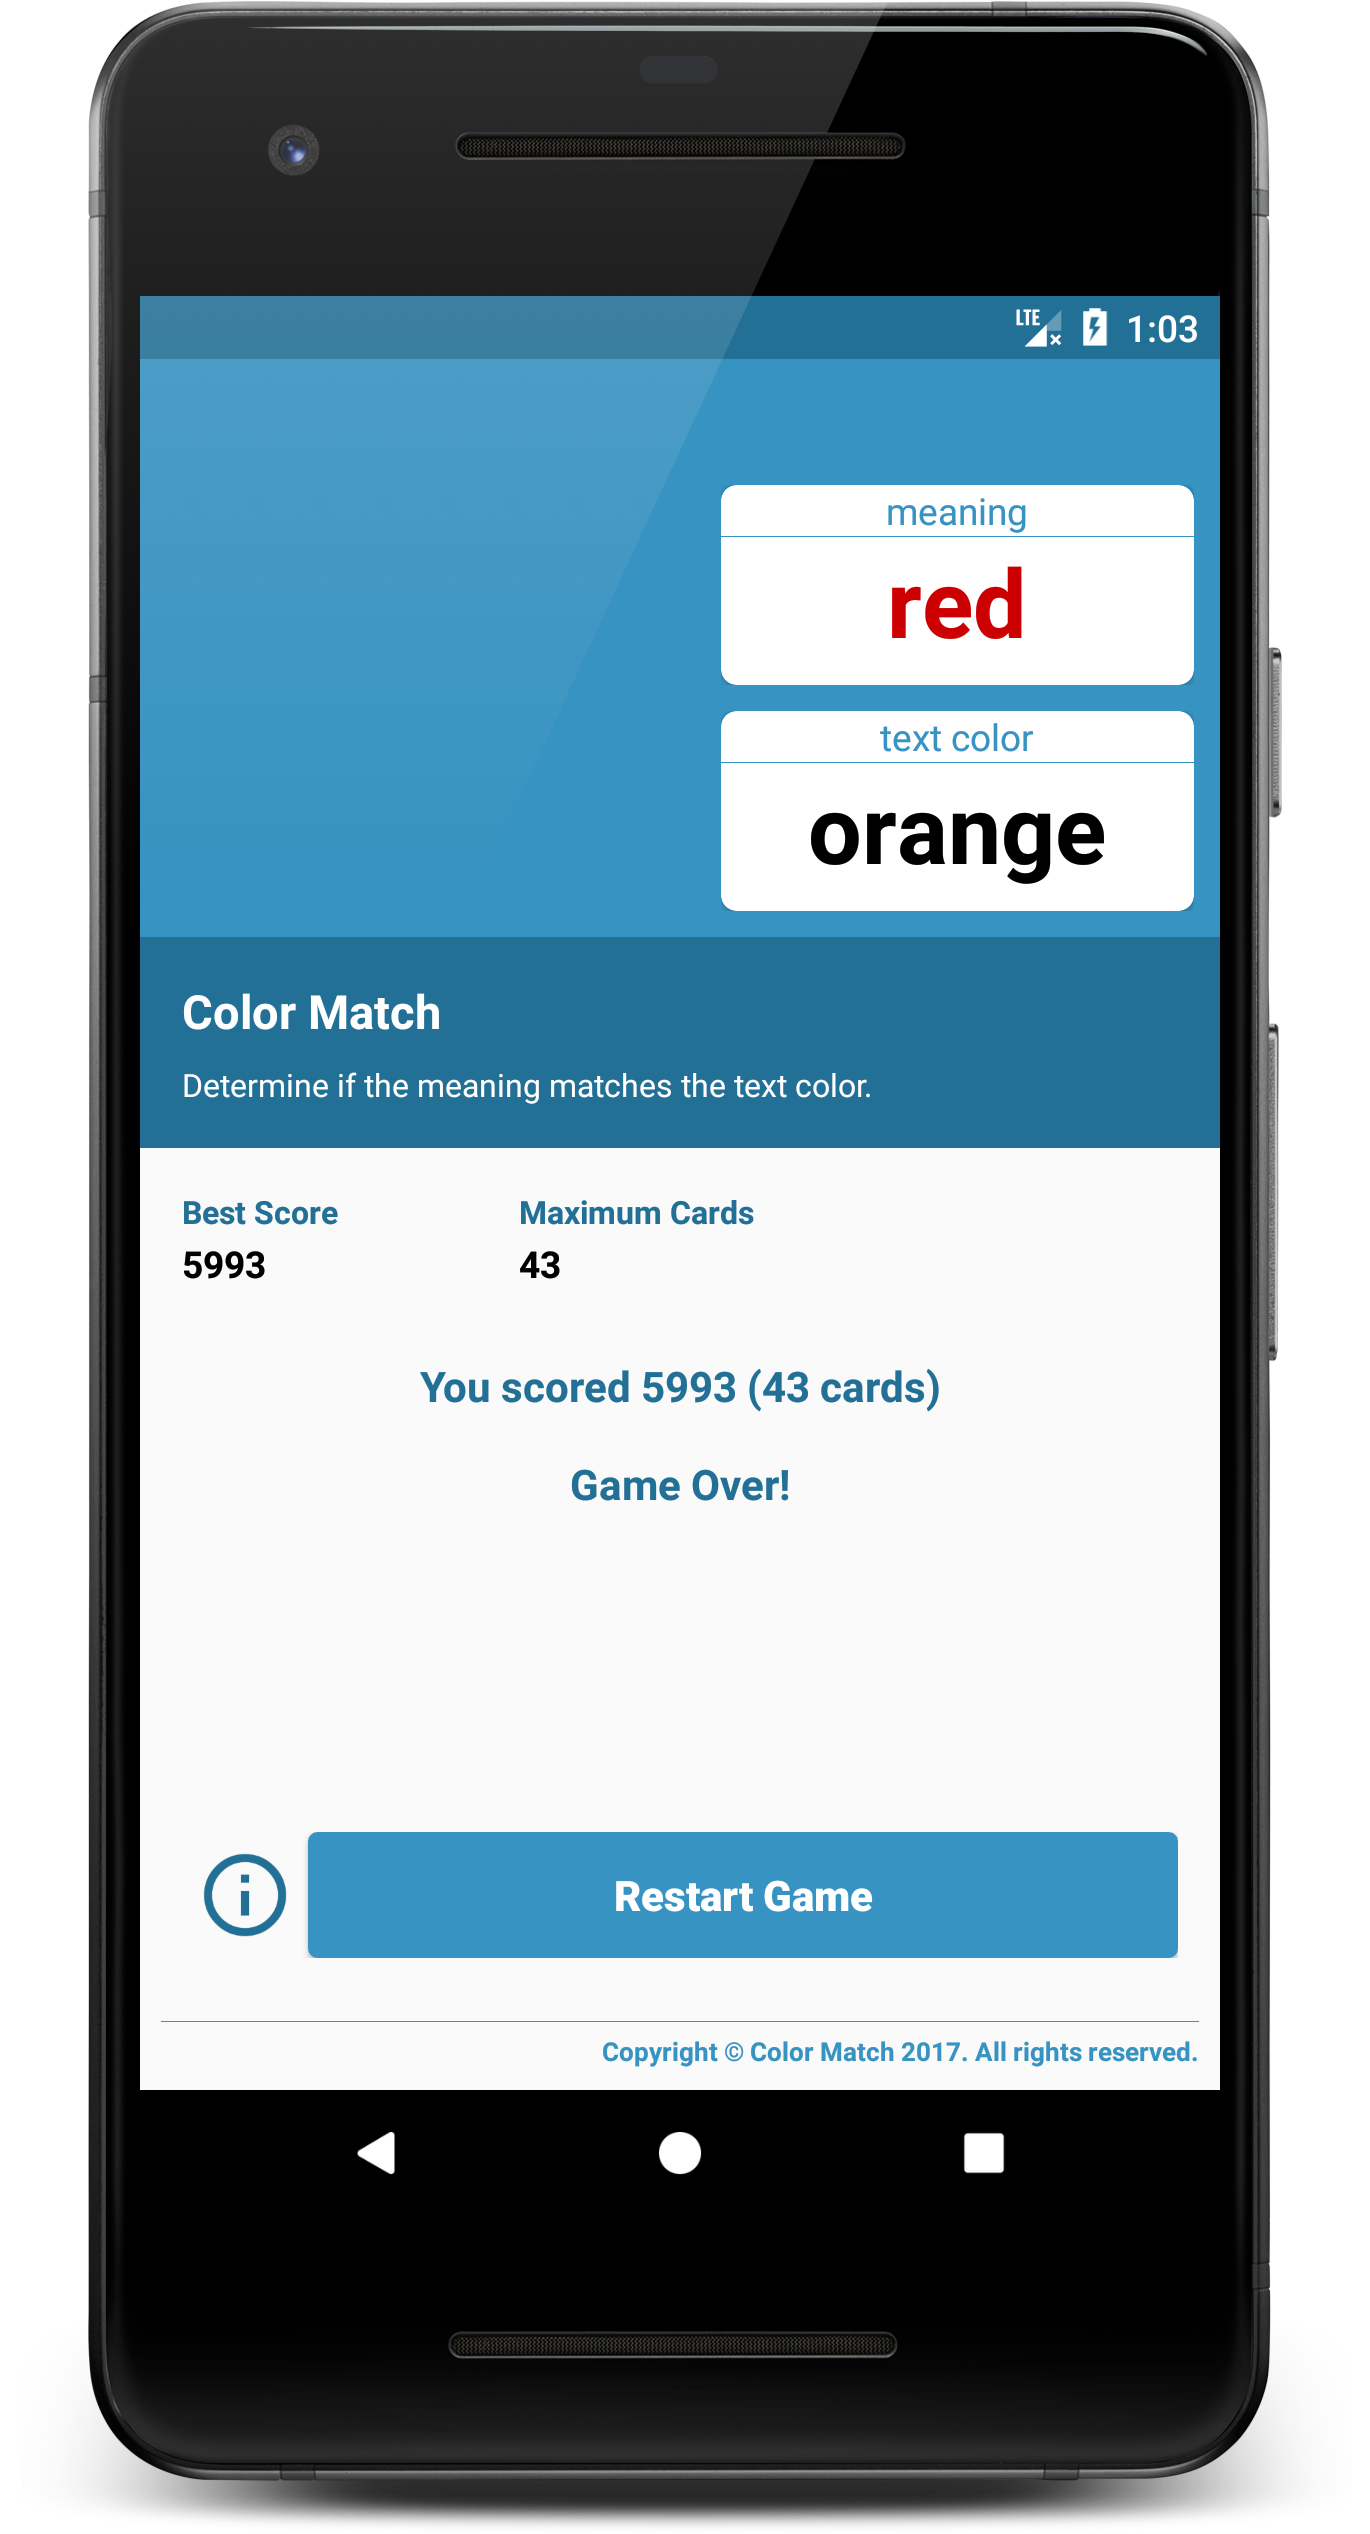 LTE 1:03
meaning
red
text color
orange
Color Match
Determine if the meaning matches the text color.
Best Score Maximum Cards
5993 43
You scored 5993 (43 cards)
Game Over!
Restart Game
Copyright © Color Match 2017. All rights reserved.